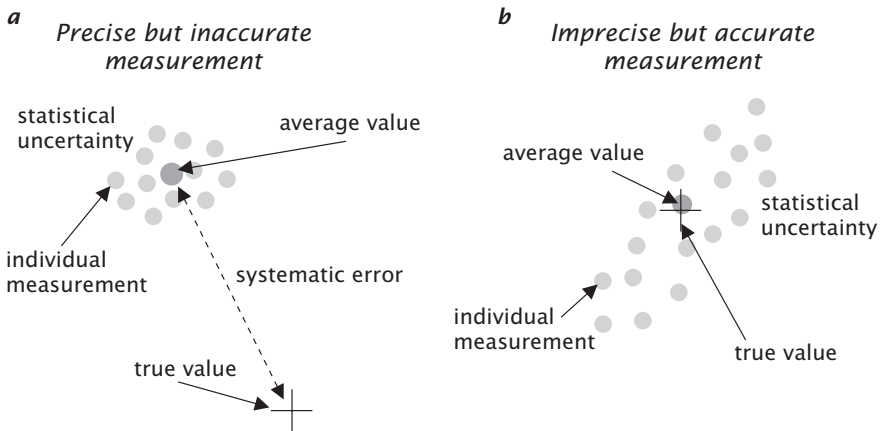 a
Precise but inaccurate
measurement
statistical
uncertainty
average value
individual
measurement
systematic error
true value
b
Imprecise but accurate
measurement
average value
statistical
uncertainty
individual
measurement
true value